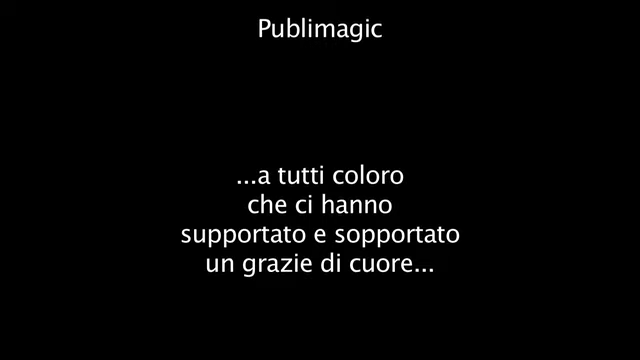 Publimagic
...a tutti coloro
che ci hanno
supportato e sopportato
un grazie di cuore...